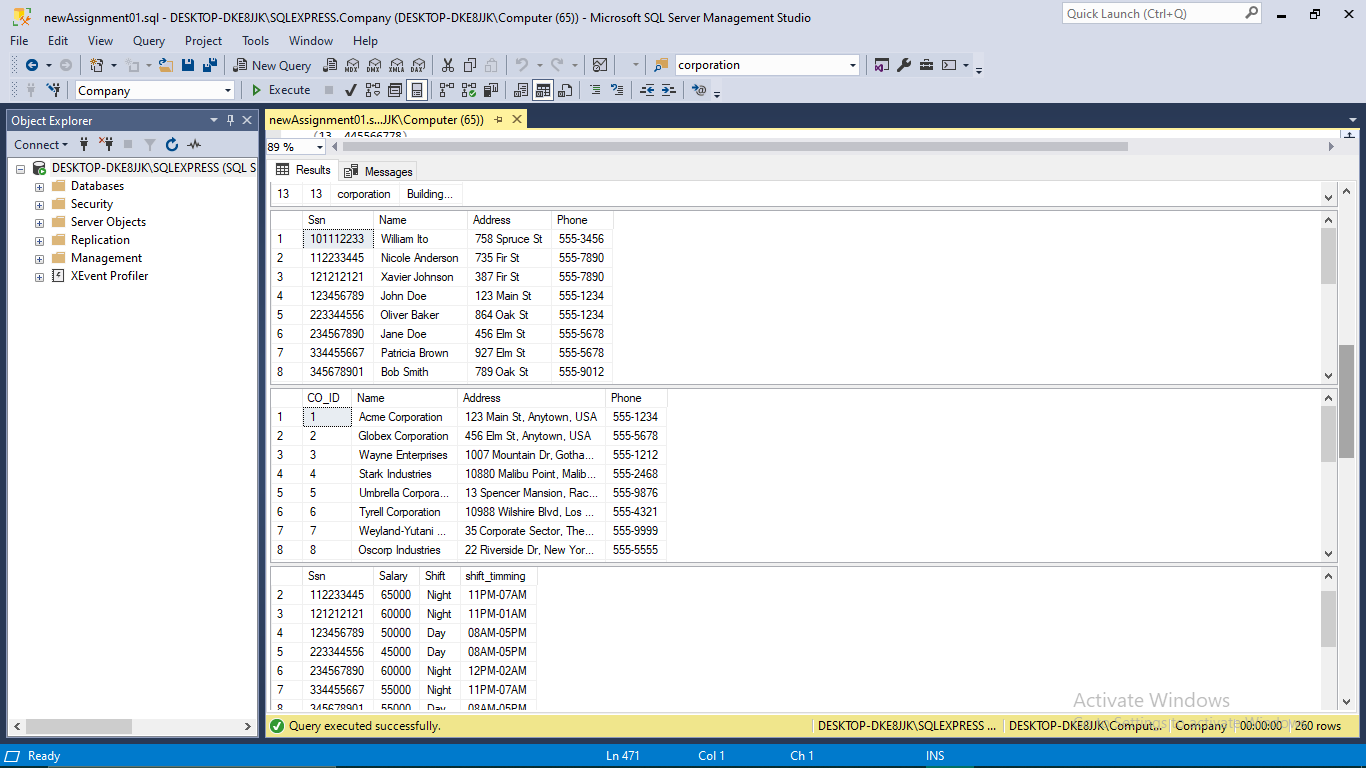 newAssignment01.sql - DESKTOP-DKE8JJK\SQLEXPRESS.Company (DESKTOP-DKE8JJK\Computer (65)) - Microsoft SQL Server Management Studio
Quick Launch (Ctrl+Q)
File Edit View Query Project Tools Window Help
New Query MDX DMX XMLA DAX corporation
Company Execute
Object Explorer
Connect
DESKTOP-DKE8JJK\SQLEXPRESS (SQL S
Databases
Security
Server Objects
Replication
Management
XEvent Profiler
newAssignment01.s...JJK\Computer (65))
(13, 445566778)
89 %
Results Messages
13 13 corporation Building...
Ssn Name Address Phone
1 101112233 William Ito 758 Spruce St 555-3456
2 112233445 Nicole Anderson 735 Fir St 555-7890
3 121212121 Xavier Johnson 387 Fir St 555-7890
4 123456789 John Doe 123 Main St 555-1234
5 223344556 Oliver Baker 864 Oak St 555-1234
6 234567890 Jane Doe 456 Elm St 555-5678
7 334455667 Patricia Brown 927 Elm St 555-5678
8 345678901 Bob Smith 789 Oak St 555-9012
CO_ID Name Address Phone
1 1 Acme Corporation 123 Main St, Anytown, USA 555-1234
2 2 Globex Corporation 456 Elm St, Anytown, USA 555-5678
3 3 Wayne Enterprises 1007 Mountain Dr, Gotha... 555-1212
4 4 Stark Industries 10880 Malibu Point, Malib... 555-2468
5 5 Umbrella Corpora... 13 Spencer Mansion, Rac... 555-9876
6 6 Tyrell Corporation 10988 Wilshire Blvd, Los ... 555-4321
7 7 Weyland-Yutani ... 35 Corporate Sector, The... 555-9999
8 8 Oscorp Industries 22 Riverside Dr, New Yor... 555-5555
Ssn Salary Shift shift_timming
2 112233445 65000 Night 11PM-07AM
3 121212121 60000 Night 11PM-01AM
4 123456789 50000 Day 08AM-05PM
5 223344556 45000 Day 08AM-05PM
6 234567890 60000 Night 12PM-02AM
7 334455667 55000 Night 11PM-07AM
8 345678901 55000 Day 08AM-05PM
Activate Windows
Go to Settings to activate Windows.
Query executed successfully. DESKTOP-DKE8JJK\SQLEXPRESS ... DESKTOP-DKE8JJK\Comput... Company 00:00:00 260 rows
Ready Ln 471 Col 1 Ch 1 INS